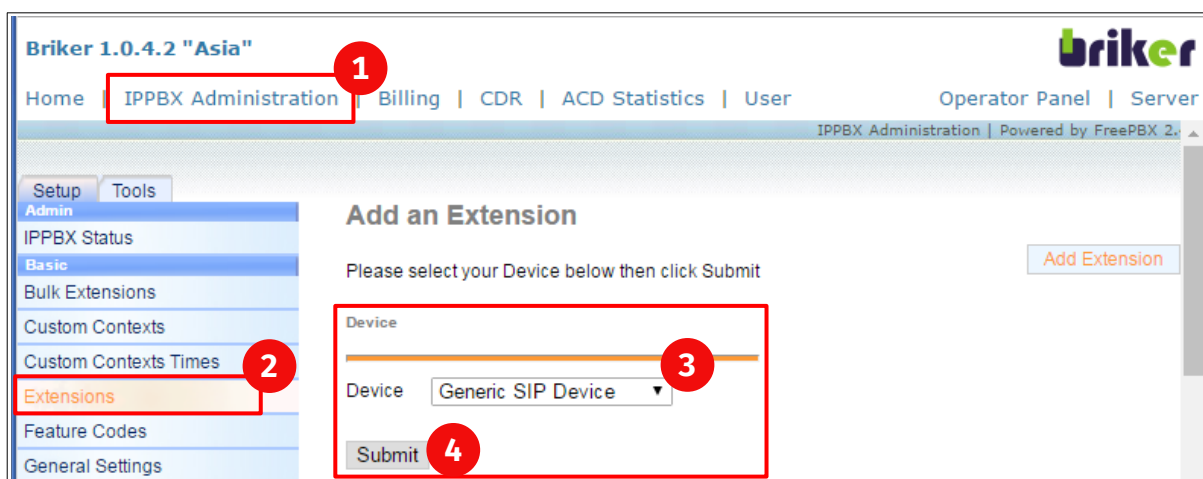 Briker 1.0.4.2 "Asia"
briker
1
Home | IPPBX Administration | Billing | CDR | ACD Statistics | User Operator Panel | Server
IPPBX Administration | Powered by FreePBX 2.
Setup Tools
Admin
IPPBX Status
Basic
Bulk Extensions
Custom Contexts
Custom Contexts Times
2
Extensions
Feature Codes
General Settings
Add an Extension
Add Extension
Please select your Device below then click Submit
Device
3
Device Generic SIP Device
Submit 4